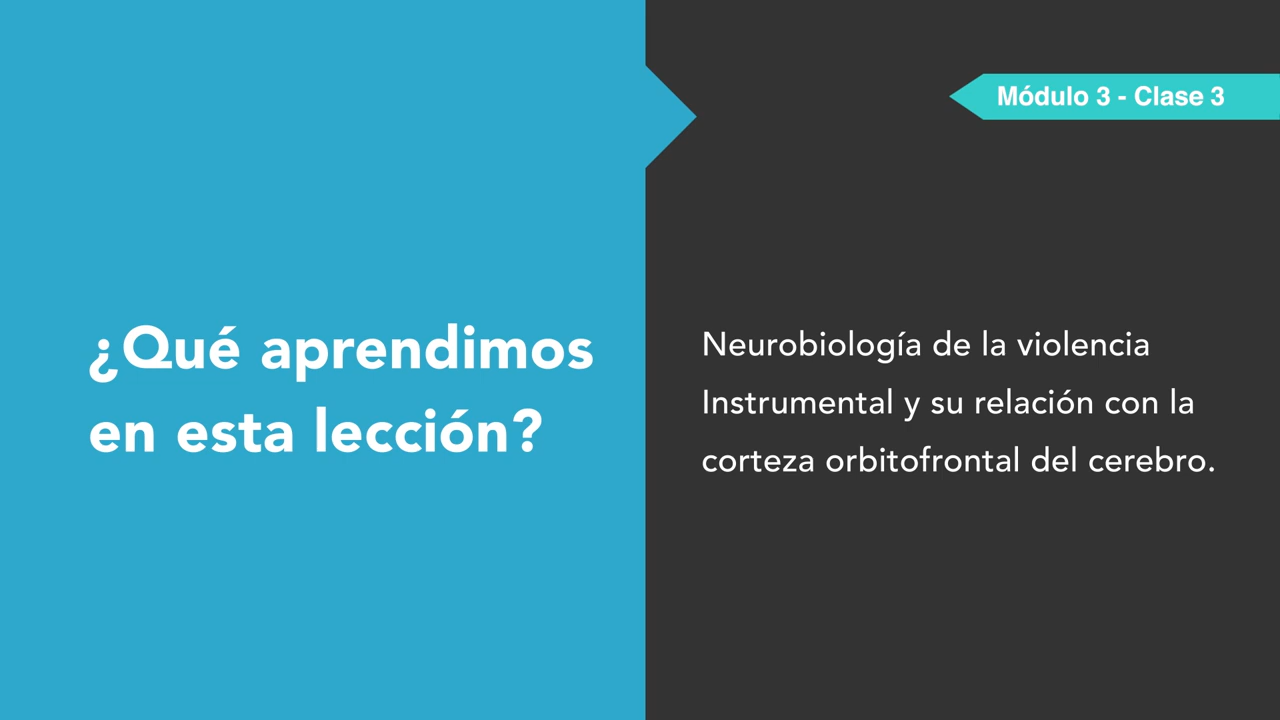 Módulo 3 - Clase 3
¿Qué aprendimos
en esta lección?
Neurobiología de la violencia
Instrumental y su relación con la
corteza orbitofrontal del cerebro.